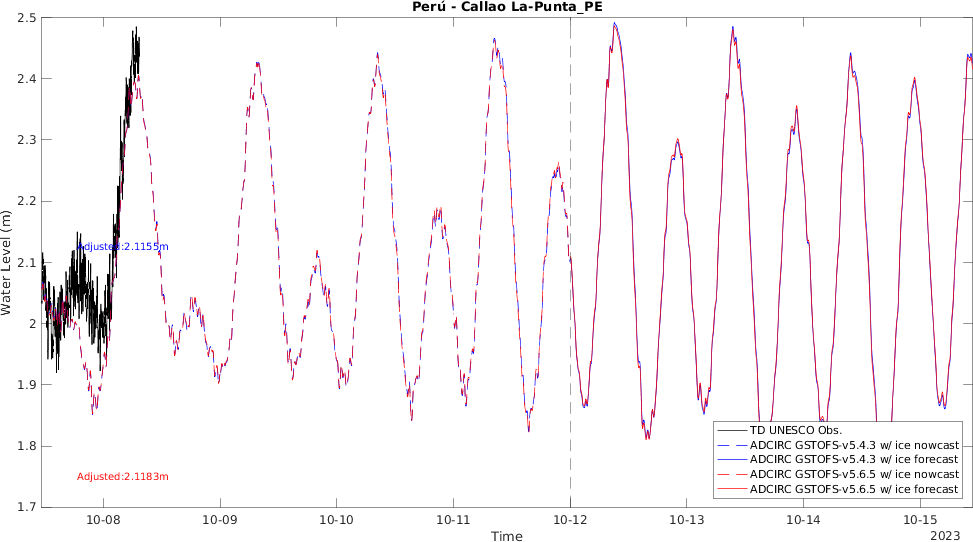 Perú - Callao La-Punta_PE
2.5
2.4
2.3
2.2
2.1
2
1.9
1.8
1.7
Water Level (m)
Adjusted:2.1155m
Adjusted:2.1183m
TD UNESCO Obs.
ADCIRC GSTOFS-v5.4.3 w/ ice nowcast
ADCIRC GSTOFS-v5.4.3 w/ ice forecast
ADCIRC GSTOFS-v5.6.5 w/ ice nowcast
ADCIRC GSTOFS-v5.6.5 w/ ice forecast
10-08 10-09 10-10 10-11 10-12 10-13 10-14 10-15
Time
2023